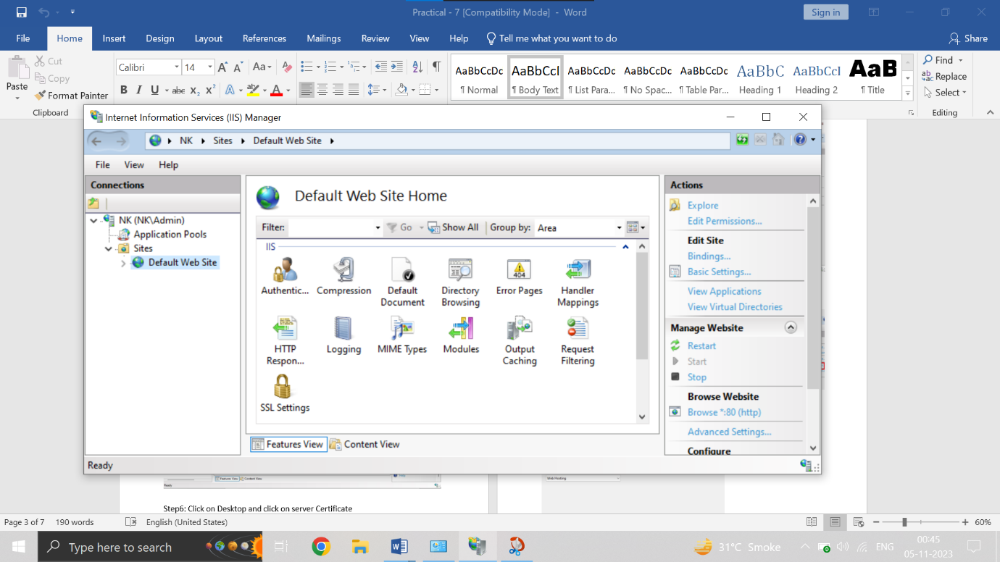 Practical - 7 [Compatibility Mode] - Word
Sign in
File Home Insert Design Layout References Mailings Review View Help Tell me what you want to do Share
Paste
Cut
Copy
Format Painter
Clipboard
Calibri 14
AaBbCcDc AaBbCcI AaBbCcDc AaBbCcDc AaBbCcDc AaBbC AaBbCcI AaB
¶ Normal ¶ Body Text ¶ List Para... ¶ No Spac... ¶ Table Par... Heading 1 Heading 2 ¶ Title
Find
Replace
Select
Editing
Internet Information Services (IIS) Manager
NK Sites Default Web Site
File View Help
Connections
NK (NK\Admin)
Application Pools
Sites
Default Web Site
Default Web Site Home
Filter: Go Show All Group by: Area
IIS
Authentic... Compression Default Document Directory Browsing Error Pages Handler Mappings
HTTP Respon... Logging MIME Types Modules Output Caching Request Filtering
SSL Settings
Features View Content View
Actions
Explore
Edit Permissions...
Edit Site
Bindings...
Basic Settings...
View Applications
View Virtual Directories
Manage Website
Restart
Start
Stop
Browse Website
Browse *:80 (http)
Advanced Settings...
Configure
Ready
Features View Content View
Ready
Web Hosting
Step6: Click on Desktop and click on server Certificate
Page 3 of 7 190 words English (United States) 60%
Type here to search
31°C Smoke
ENG
00:45
05-11-2023